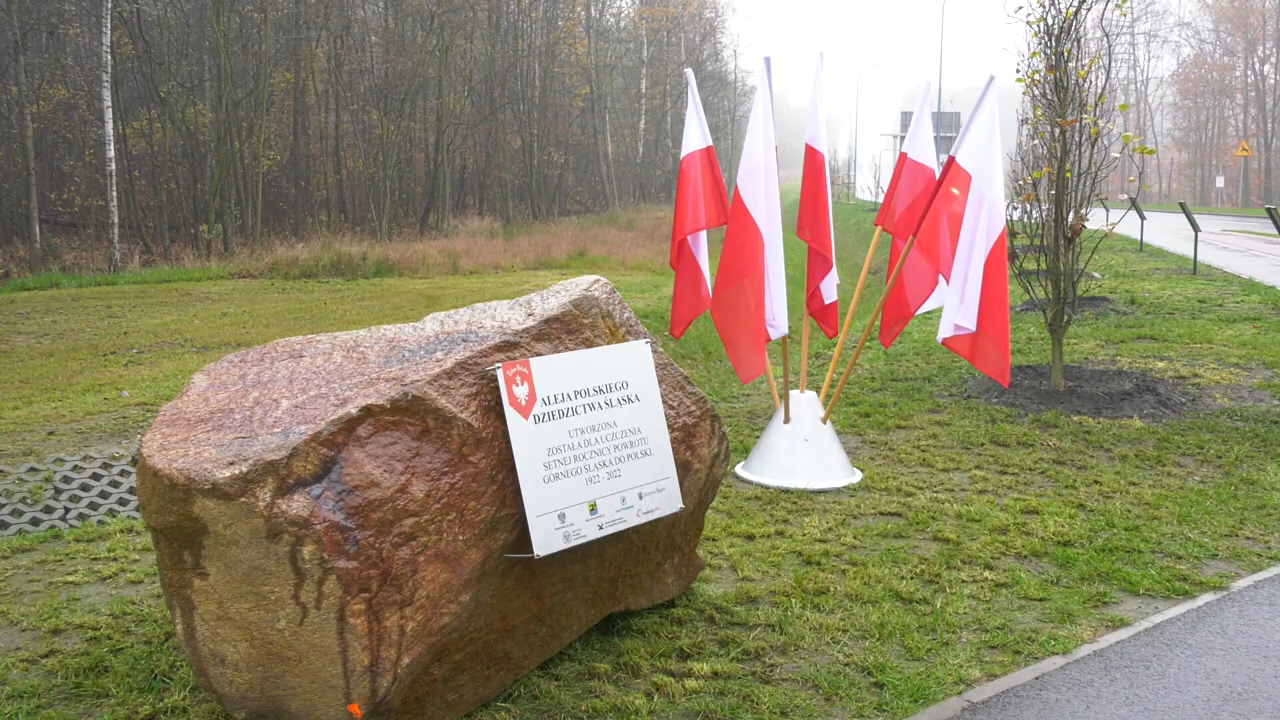 ALEJA POLSKIEGO
DZIEDZICTWA ŚLĄSKA
UTWORZONA
ZOSTAŁA DLA UCZCZENIA
SETNEJ ROCZNICY POWROTU
GÓRNEGO ŚLĄSKA DO POLSKI.
1922 - 2022